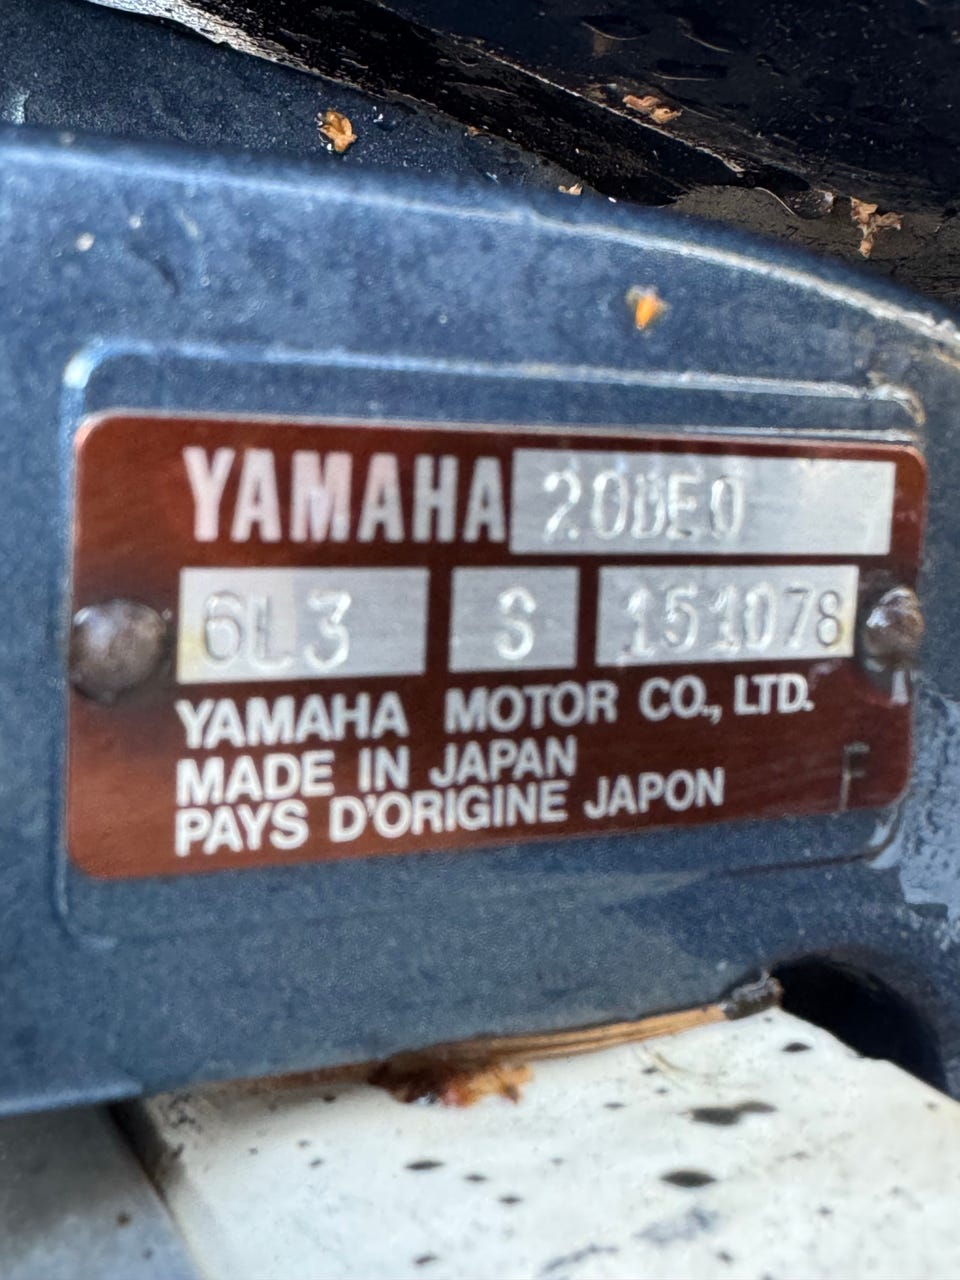 YAMAHA 20DEO
6L3 S 151078
YAMAHA MOTOR CO., LTD.
MADE IN JAPAN
PAYS D'ORIGINE JAPON
F